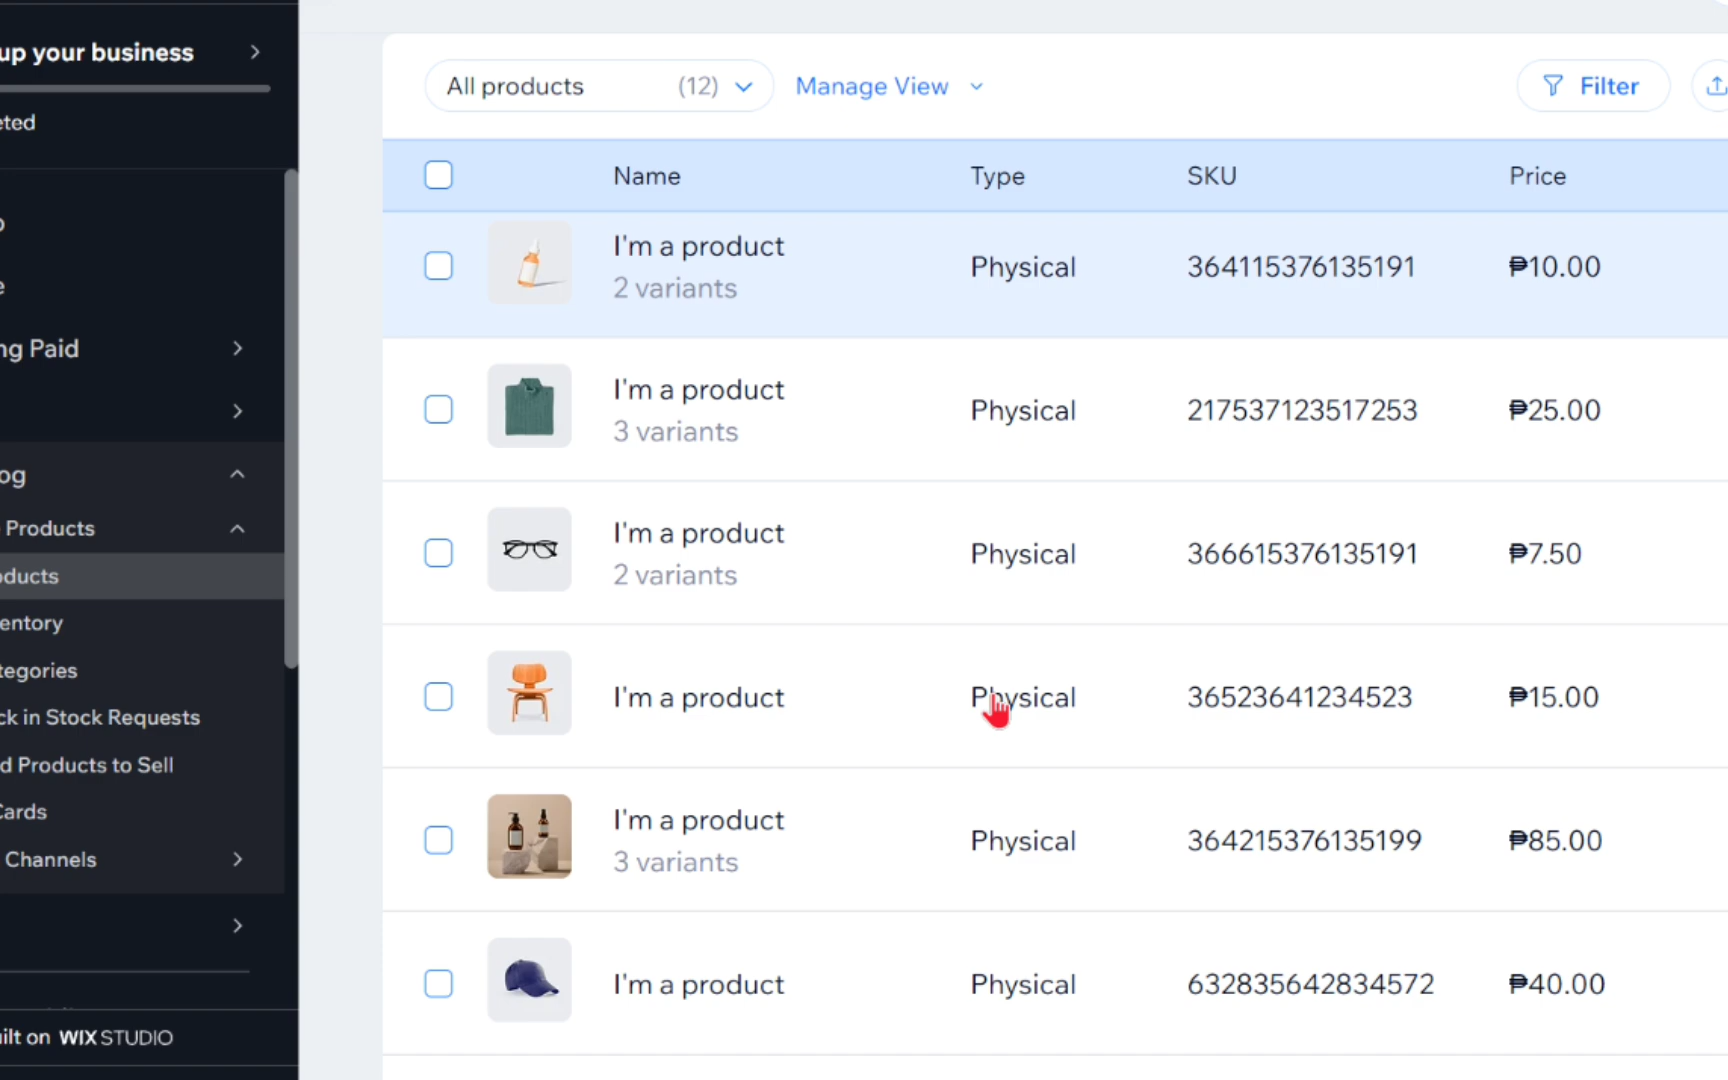 up your business
eted
ng Paid
og
Products
oducts
entory
tegories
ck in Stock Requests
d Products to Sell
Cards
Channels
ilt on WIX STUDIO
All products (12)
Manage View
Filter
Name Type SKU Price
I'm a product
2 variants
Physical 364115376135191 ₱10.00
I'm a product
3 variants
Physical 217537123517253 ₱25.00
I'm a product
2 variants
Physical 366615376135191 ₱7.50
I'm a product Physical 36523641234523 ₱15.00
I'm a product
3 variants
Physical 364215376135199 ₱85.00
I'm a product Physical 632835642834572 ₱40.00